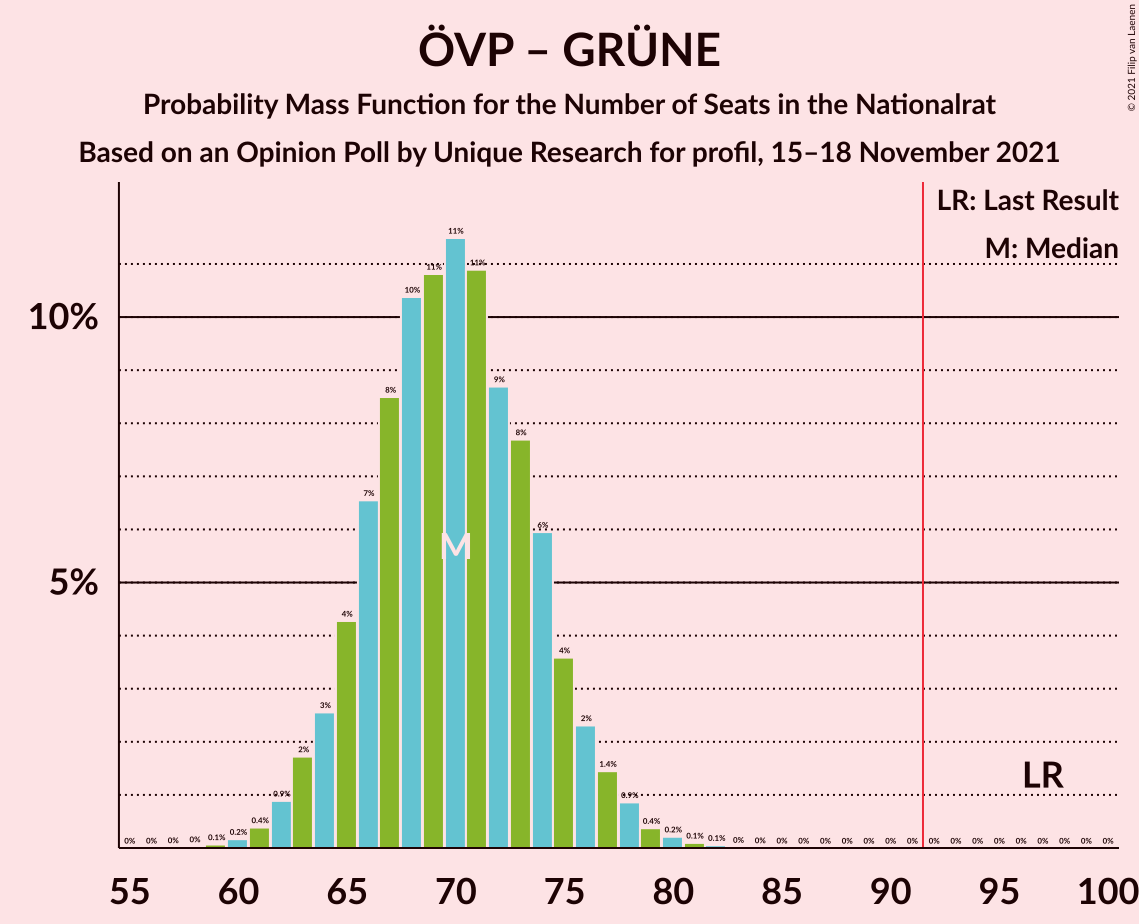 ÖVP – GRÜNE
Probability Mass Function for the Number of Seats in the Nationalrat
Based on an Opinion Poll by Unique Research for profil, 15–18 November 2021
© 2021 Filip van Laenen
LR: Last Result
M: Median
10%
5%
0% 0% 0% 0% 0.1% 0.2% 0.4% 0.9% 2% 3% 4% 7% 8% 10% 11% 11% 11% 9% 8% 6% 4% 2% 1.4% 0.9% 0.4% 0.2% 0.1% 0.1% 0% 0% 0% 0% 0% 0% 0% 0% 0% 0% 0% 0% 0% 0% 0% 0% 0% 0%
M
LR
55 60 65 70 75 80 85 90 95 100